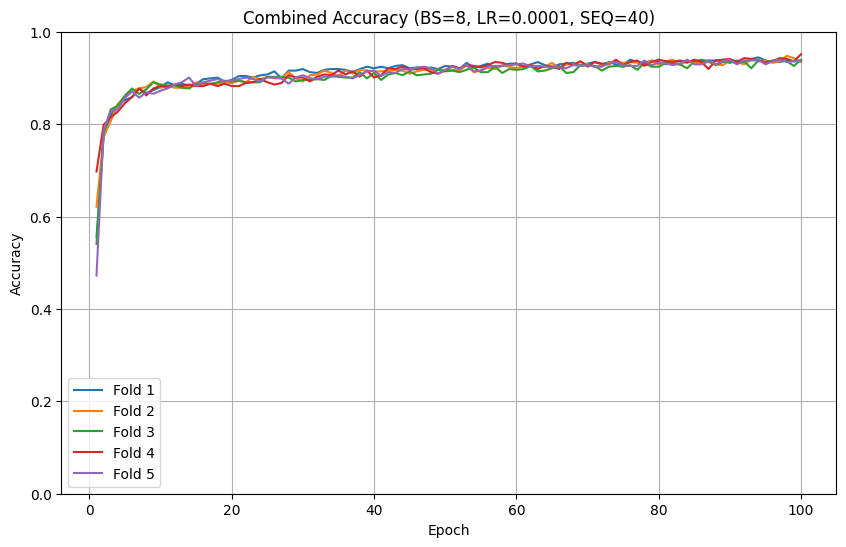 Combined Accuracy (BS=8, LR=0.0001, SEQ=40)
1.0
0.8
0.6
0.4
0.2
0.0
Accuracy
Fold 1
Fold 2
Fold 3
Fold 4
Fold 5
0 20 40 60 80 100
Epoch